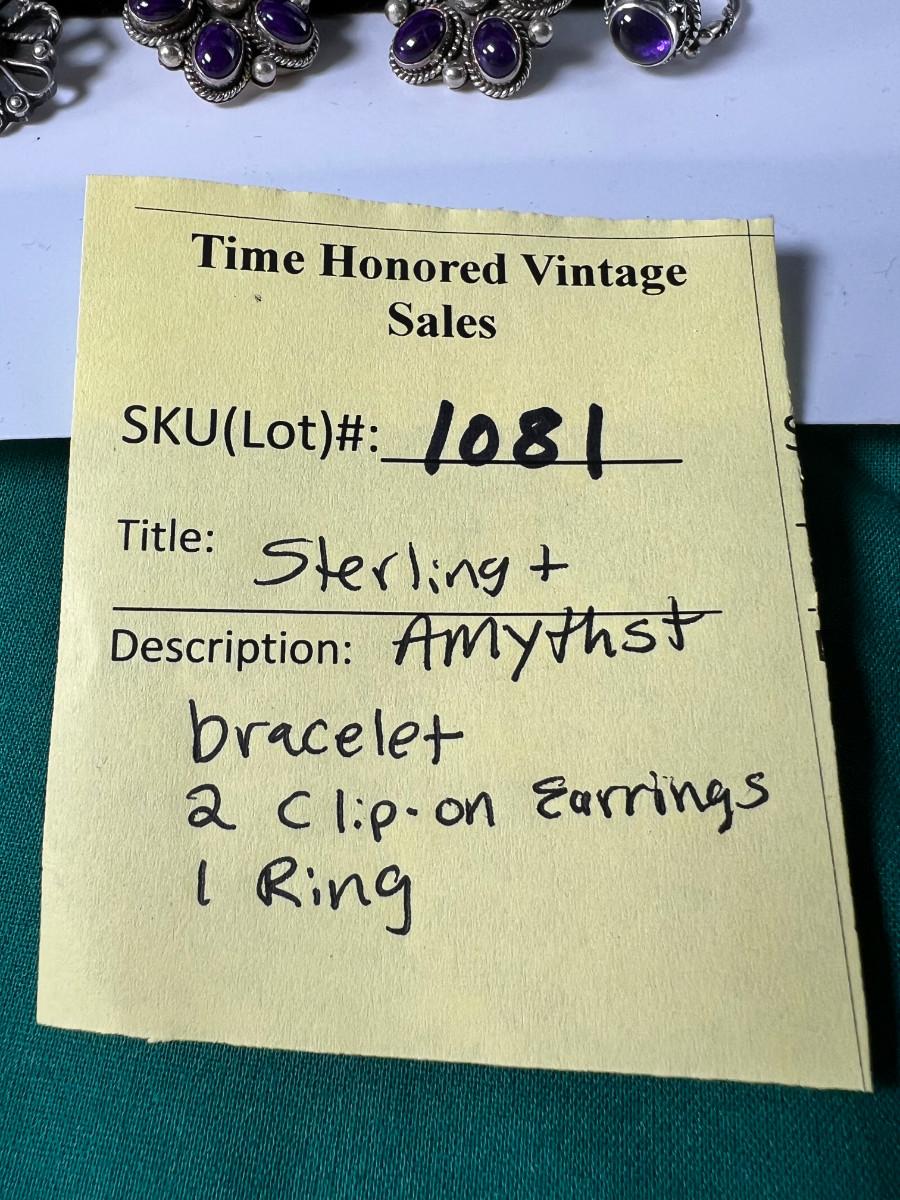 Time Honored Vintage
Sales
SKU(Lot)#: 1081
Title: Sterling +
Description: Amythst
bracelet
2 Clip-on Earrings
1 Ring